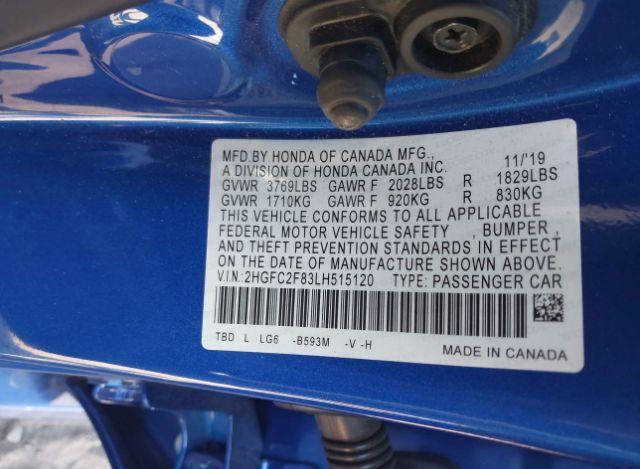 MFD.BY HONDA OF CANADA MFG., 11/'19
A DIVISION OF HONDA CANADA INC.
GVWR 3769LBS GAWR F 2028LBS R 1829LBS
GVWR 1710KG GAWR F 920KG R 830KG
THIS VEHICLE CONFORMS TO ALL APPLICABLE
FEDERAL MOTOR VEHICLE SAFETY , BUMPER ,
AND THEFT PREVENTION STANDARDS IN EFFECT
ON THE DATE OF MANUFACTURE SHOWN ABOVE.
V.I.N.: 2HGFC2F83LH515120 TYPE: PASSENGER CAR
TBD L LG6 -B593M -V -H
MADE IN CANADA